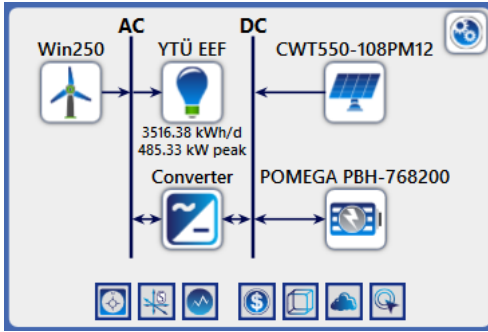 AC DC
Win250 YTÜ EEF CWT550-108PM12
3516.38 kWh/d
485.33 kW peak
Converter POMEGA PBH-768200